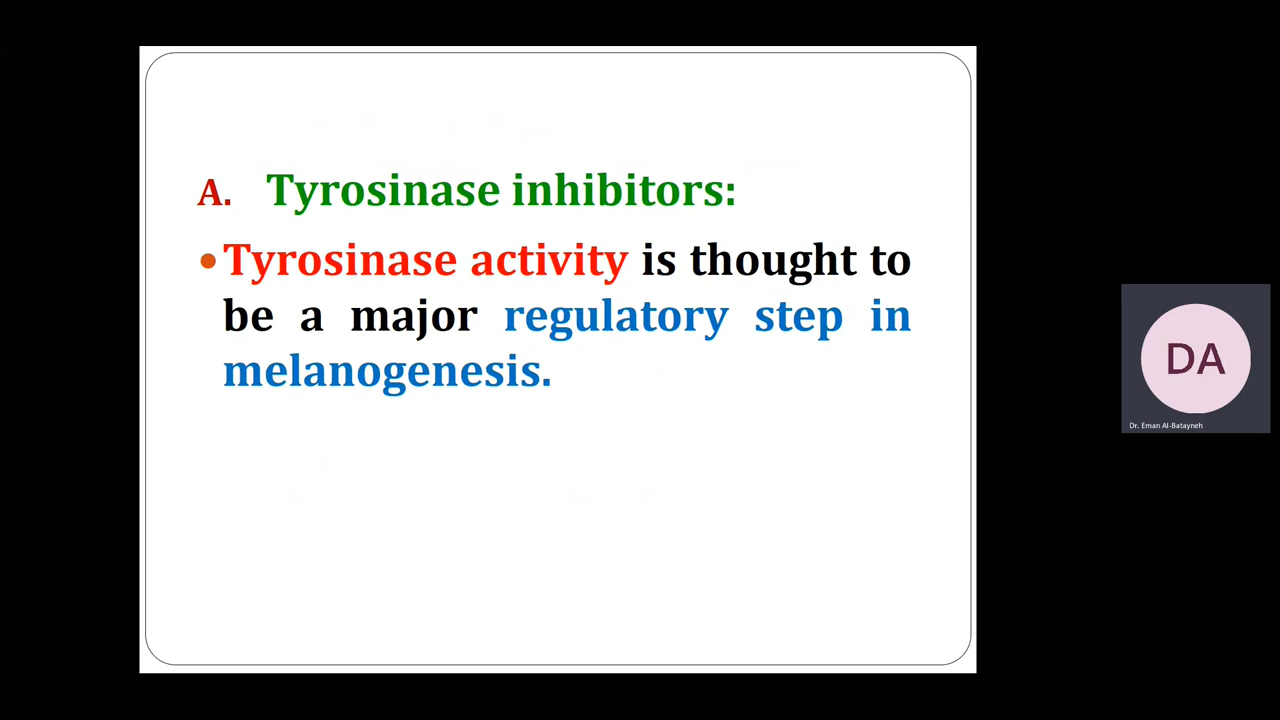 A. Tyrosinase inhibitors:
•Tyrosinase activity is thought to
be a major regulatory step in
melanogenesis.
DA
Dr. Eman Al-Batayneh